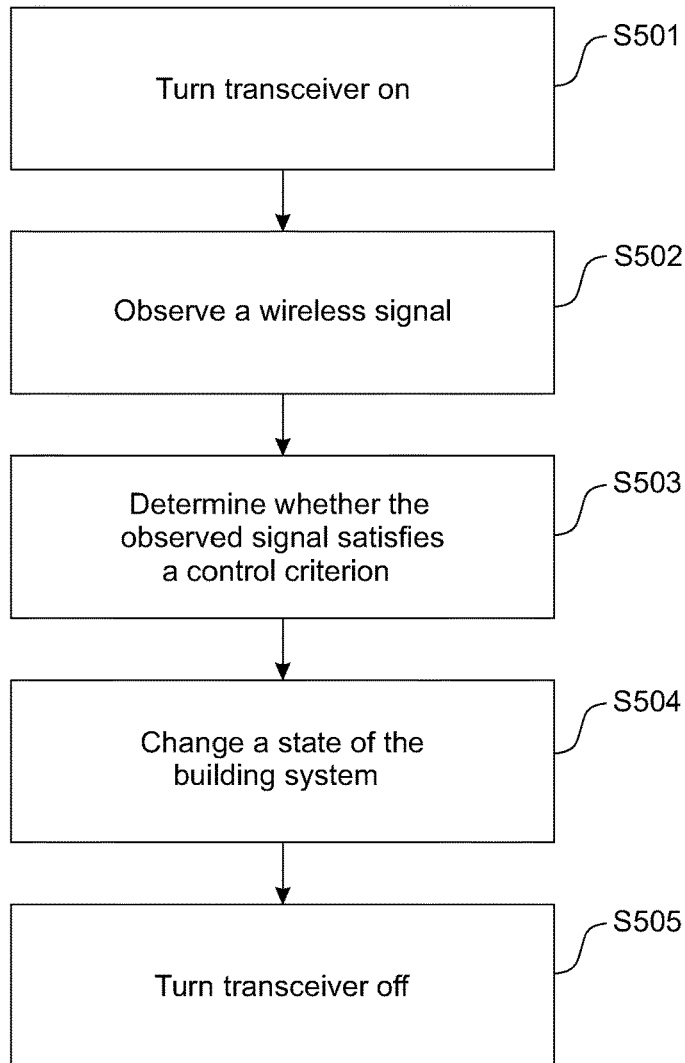 S501
Turn transceiver on
S502
Observe a wireless signal
S503
Determine whether the
observed signal satisfies
a control criterion
S504
Change a state of the
building system
S505
Turn transceiver off